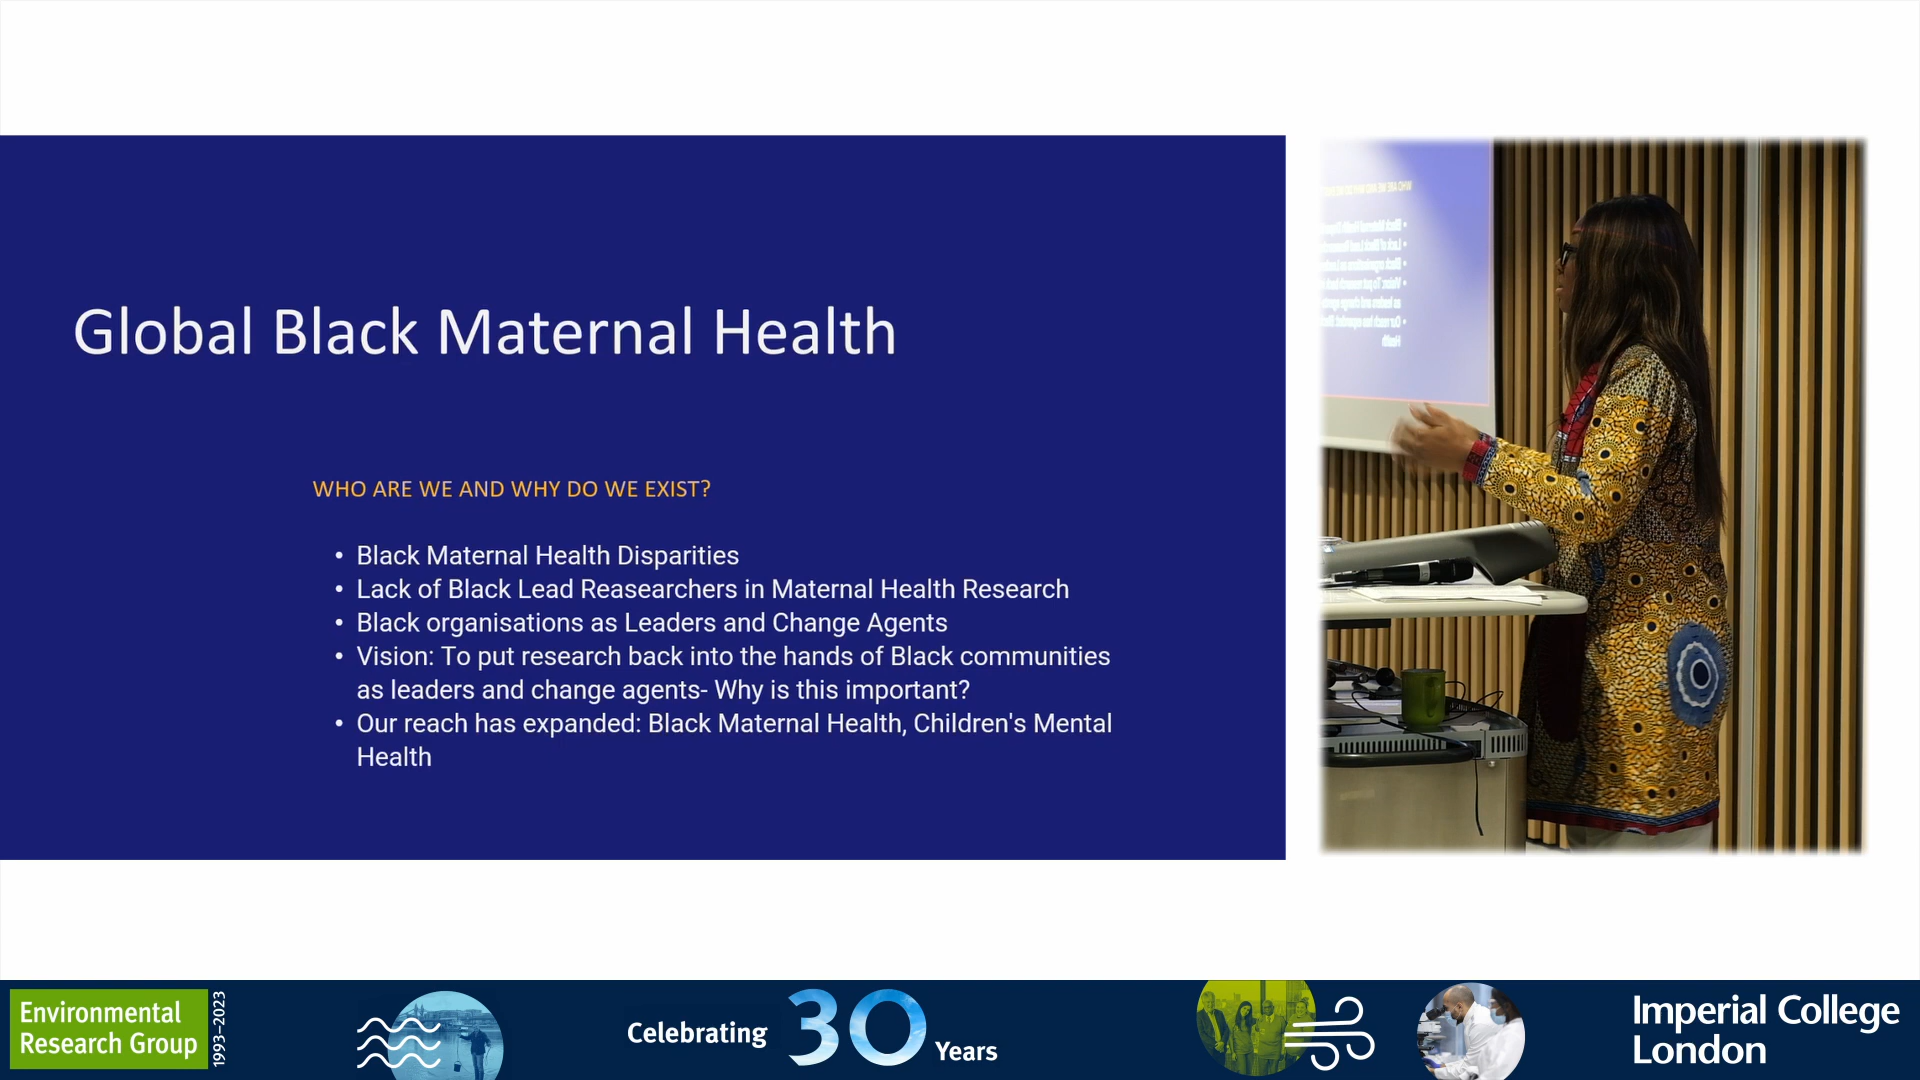 Global Black Maternal Health
WHO ARE WE AND WHY DO WE EXIST?
• Black Maternal Health Disparities
• Lack of Black Lead Reasearchers in Maternal Health Research
• Black organisations as Leaders and Change Agents
• Vision: To put research back into the hands of Black communities
as leaders and change agents- Why is this important?
• Our reach has expanded: Black Maternal Health, Children's Mental
Health
Environmental
Research Group
1993–2023
Celebrating 30 Years
Imperial College
London